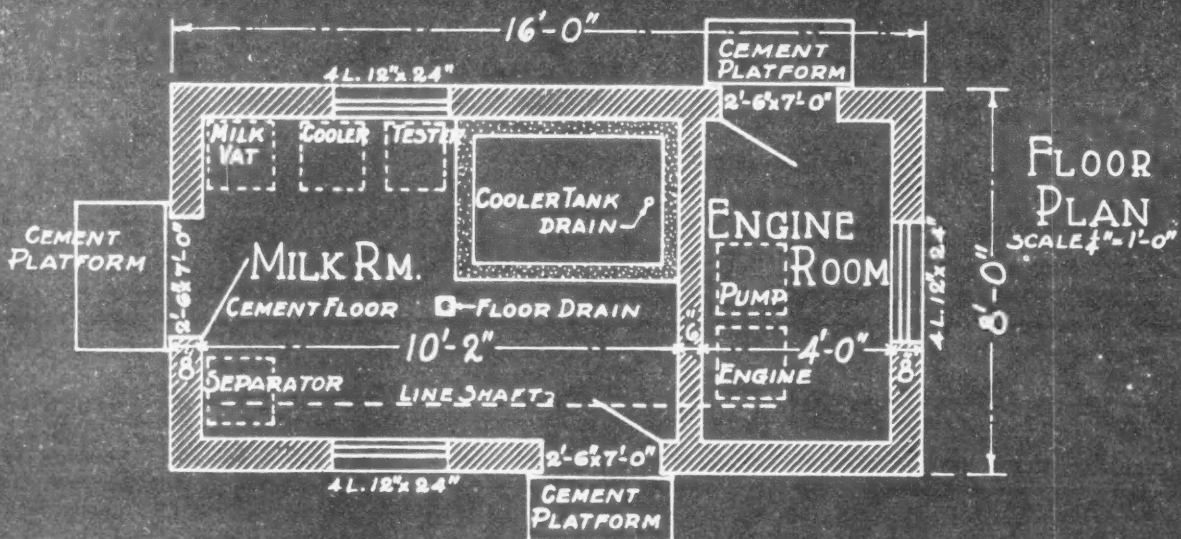 16'-0"
CEMENT
PLATFORM
4 L. 12" x 24"
2'-6" x 7'-0"
MILK
VAT
COOLER
TESTER
FLOOR
PLAN
SCALE ¼" = 1'-0"
COOLER TANK
DRAIN
ENGINE
ROOM
CEMENT
PLATFORM
2'-6" x 7'-0"
MILK RM.
CEMENT FLOOR
FLOOR DRAIN
PUMP
4 L. 12" x 24"
8'-0"
8"
10'-2"
6"
4'-0"
8"
SEPARATOR
LINE SHAFT
ENGINE
2'-6" x 7'-0"
4 L. 12" x 24"
CEMENT
PLATFORM